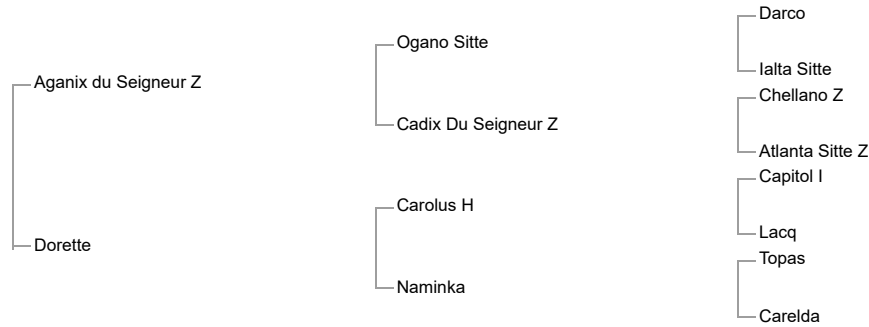 Darco
Ogano Sitte
Ialta Sitte
Aganix du Seigneur Z
Chellano Z
Cadix Du Seigneur Z
Atlanta Sitte Z
Capitol I
Carolus H
Lacq
Dorette
Topas
Naminka
Carelda